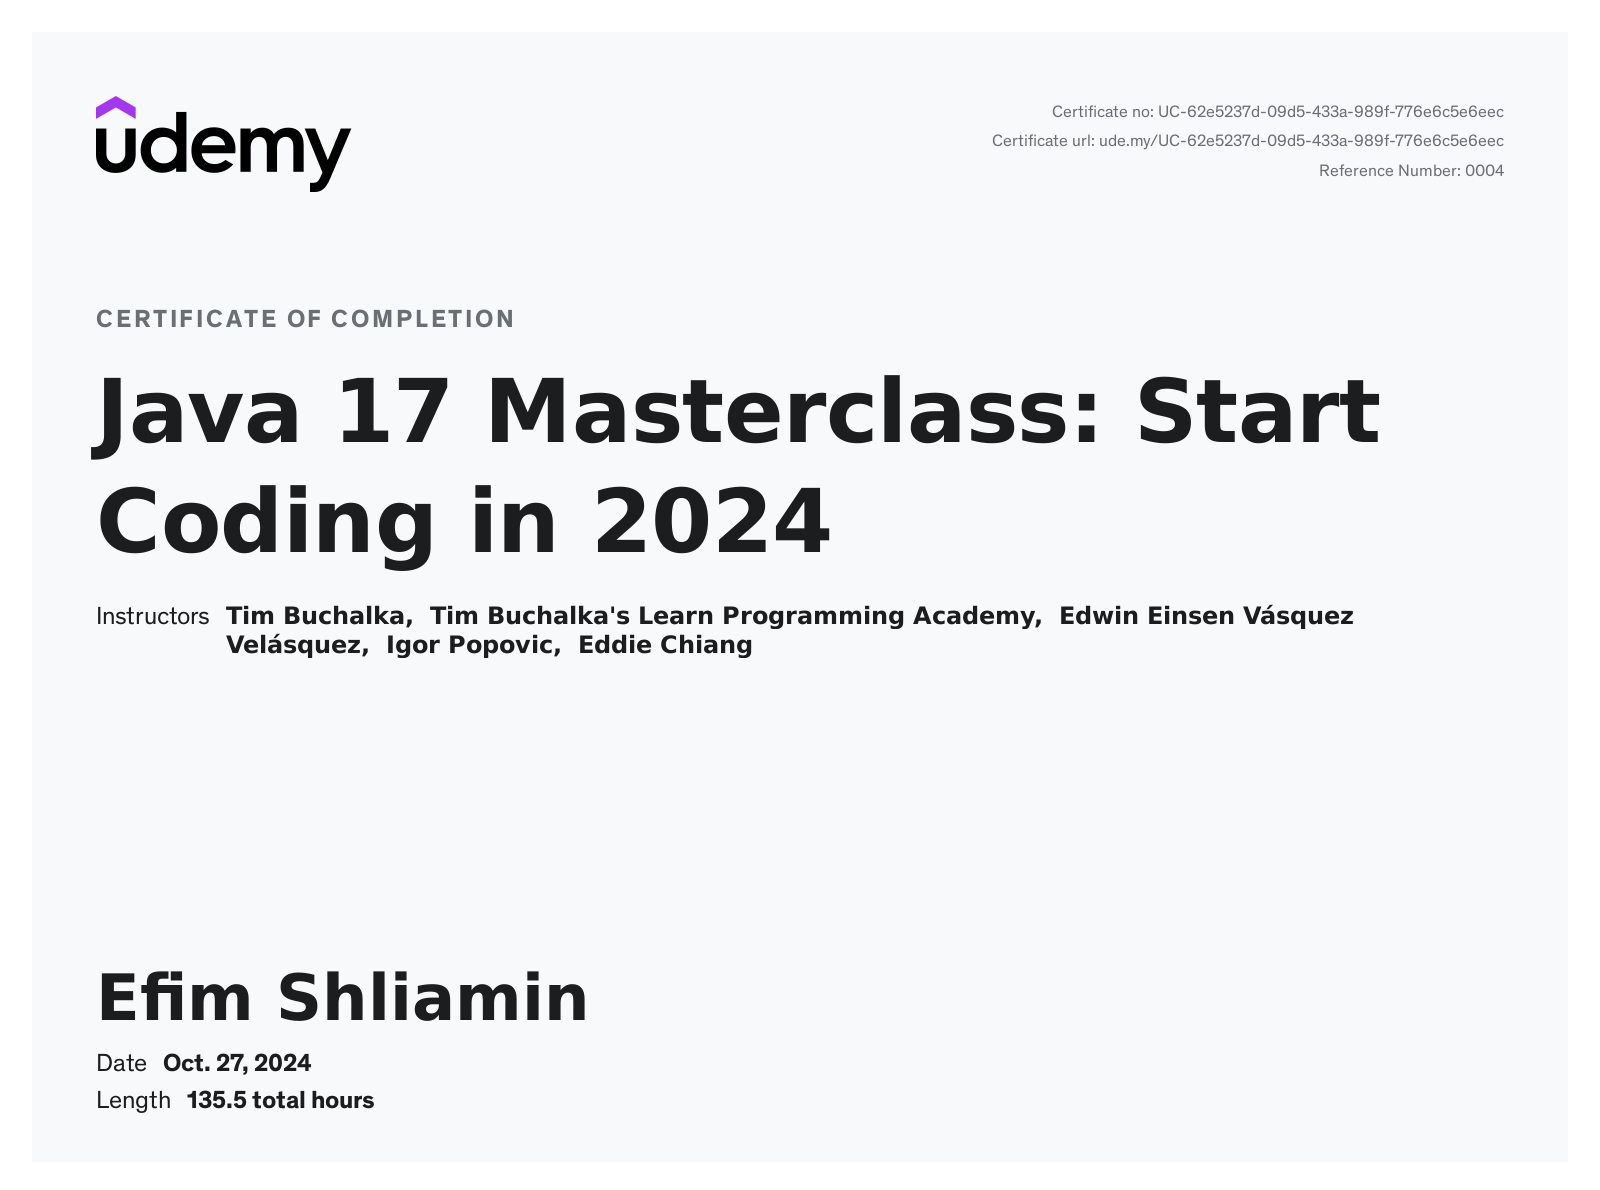 udemy
Certificate no: UC-62e5237d-09d5-433a-989f-776e6c5e6eec
Certificate url: ude.my/UC-62e5237d-09d5-433a-989f-776e6c5e6eec
Reference Number: 0004
CERTIFICATE OF COMPLETION
Java 17 Masterclass: Start
Coding in 2024
Instructors Tim Buchalka, Tim Buchalka's Learn Programming Academy, Edwin Einsen Vásquez
Velásquez, Igor Popovic, Eddie Chiang
Efim Shliamin
Date Oct. 27, 2024
Length 135.5 total hours